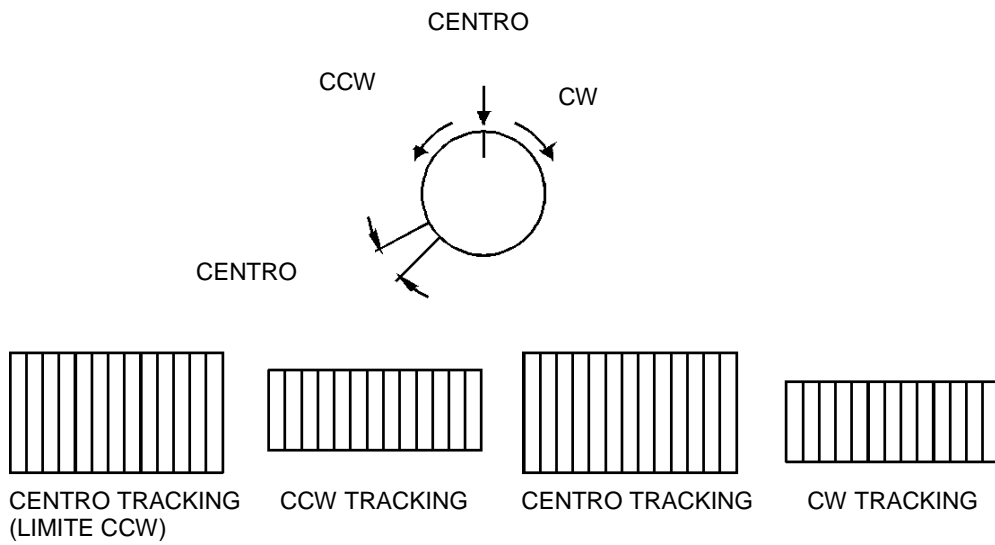 CENTRO
CCW
CW
CENTRO
CENTRO TRACKING
(LIMITE CCW)
CCW TRACKING
CENTRO TRACKING
CW TRACKING